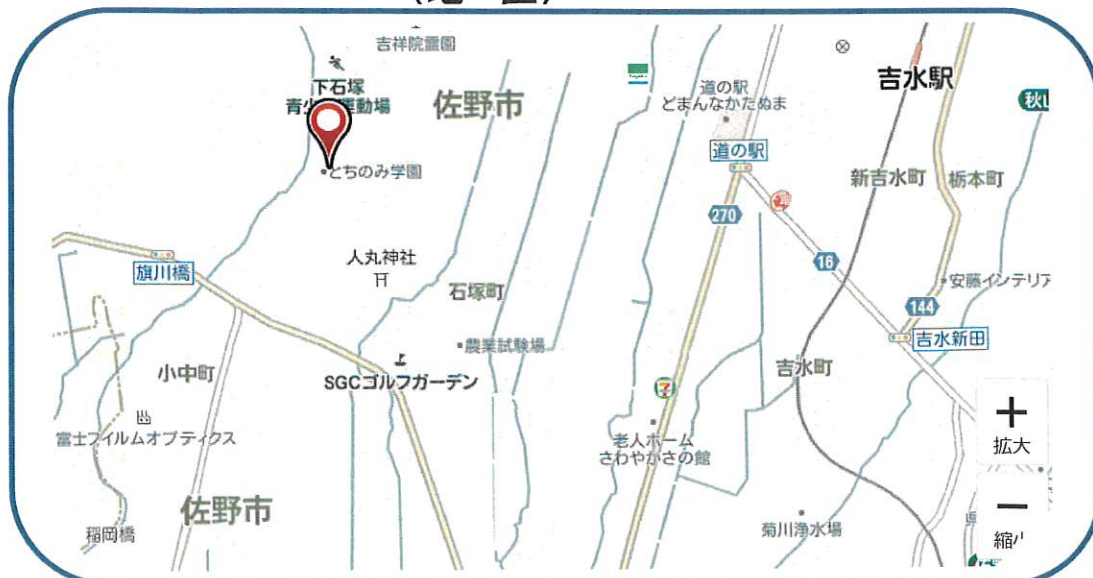 吉祥院霊園
下石塚
佐野市
道の駅
どまんなかたぬま
吉水駅
とちのみ学園
道の駅
新吉水町
栃本町
270
旗川橋
人丸神社
石塚町
16
安藤インテリア
144
農業試験場
吉水新田
小中町
SGCゴルフガーデン
吉水町
7
拡大
富士フイルムオプティクス
老人ホーム
さわやかさの館
佐野市
稲岡橋
菊川浄水場